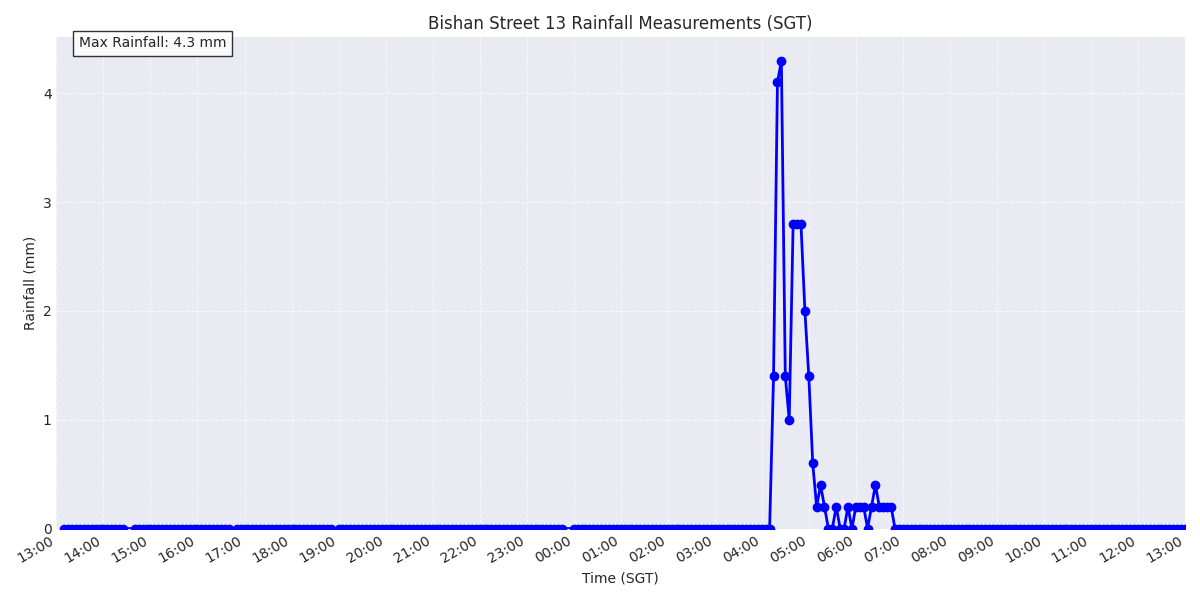 Bishan Street 13 Rainfall Measurements (SGT)
Max Rainfall: 4.3 mm
4
3
2
1
0
Rainfall (mm)
13:00 14:00 15:00 16:00 17:00 18:00 19:00 20:00 21:00 22:00 23:00 00:00 01:00 02:00 03:00 04:00 05:00 06:00 07:00 08:00 09:00 10:00 11:00 12:00 13:00
Time (SGT)